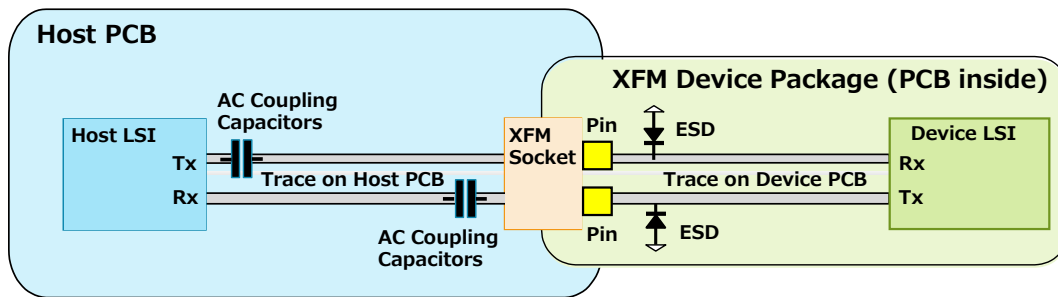 Host PCB
XFM Device Package (PCB inside)
AC Coupling
Capacitors
Host LSI
XFM
Socket
Pin
ESD
Device LSI
Tx
Rx
Trace on Host PCB
Trace on Device PCB
Rx
Tx
AC Coupling
Capacitors
Pin
ESD